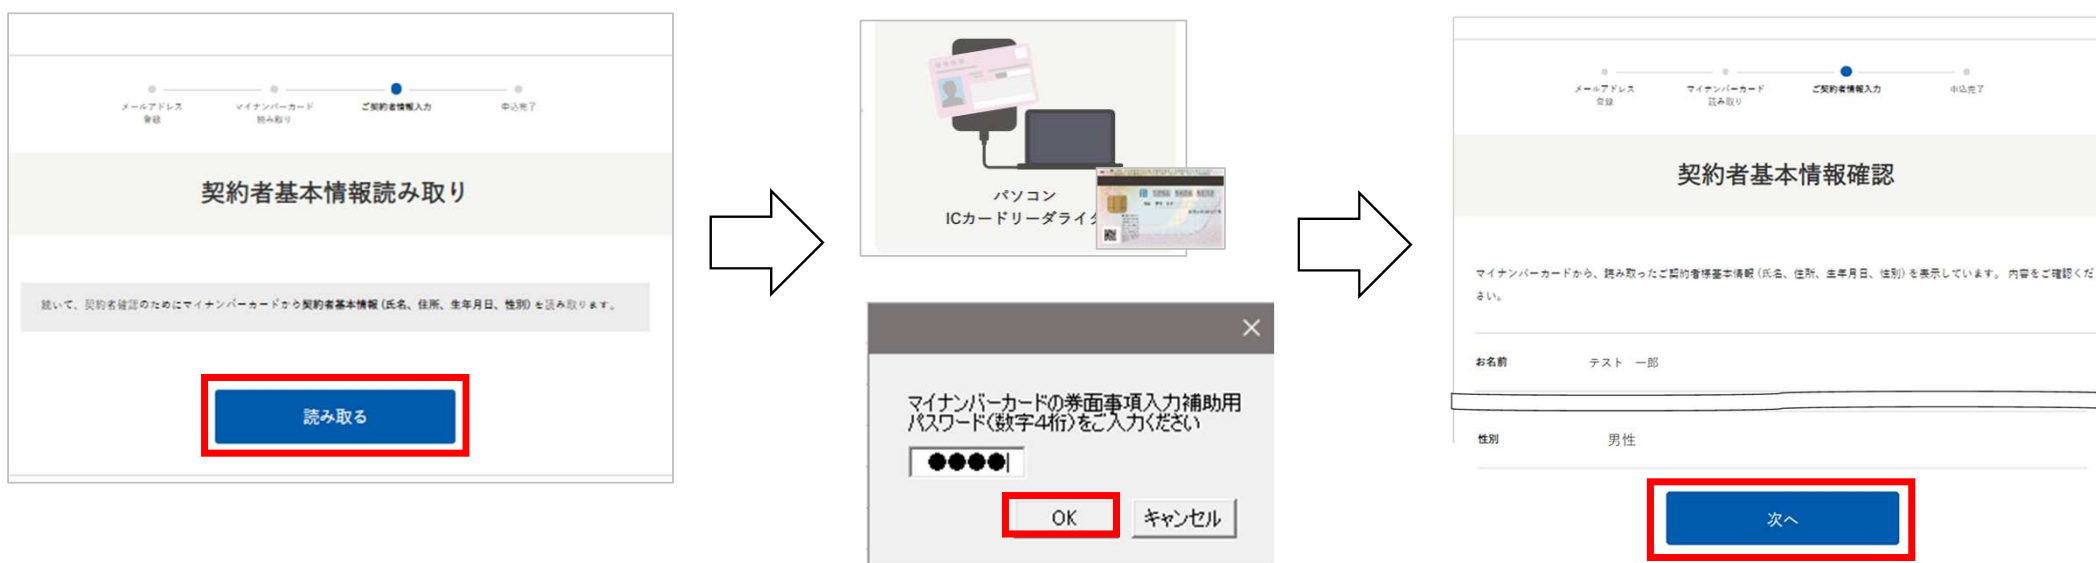 メールアドレス
登録
マイナンバーカード
読み取り
ご契約者情報入力
申込完了
契約者基本情報読み取り
続いて、契約者確認のためにマイナンバーカードから契約者基本情報（氏名、住所、生年月日、性別）を読み取ります。
読み取る
パソコン
ICカードリーダライタ
マイナンバーカードの券面事項入力補助用
パスワード(数字4桁)をご入力ください
OK
キャンセル
メールアドレス
登録
マイナンバーカード
読み取り
ご契約者情報入力
申込完了
契約者基本情報確認
マイナンバーカードから、読み取ったご契約者様基本情報（氏名、住所、生年月日、性別）を表示しています。 内容をご確認くだ
さい。
お名前
テスト 一郎
性別
男性
次へ